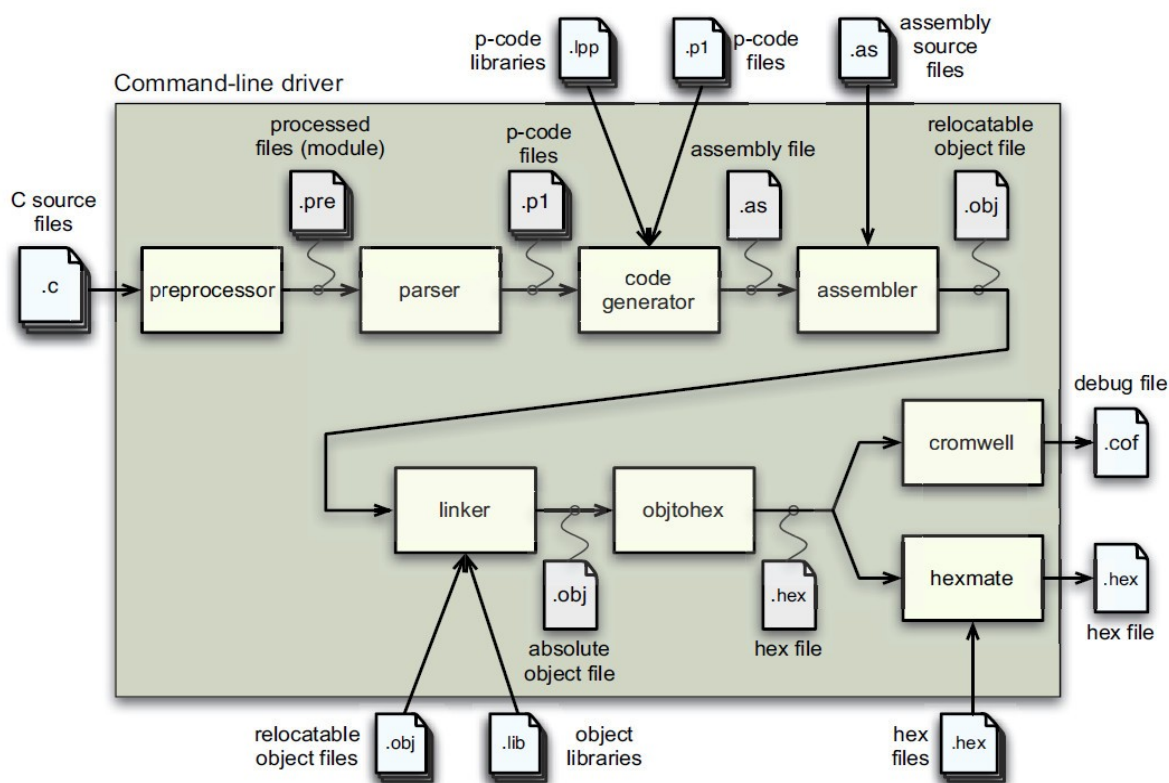 p-code
libraries
.lpp
.p1
p-code
files
.as
assembly
source
files
Command-line driver
processed
files (module)
p-code
files
assembly file
relocatable
object file
C source
files
.pre
.p1
.as
.obj
.c
preprocessor
parser
code
generator
assembler
debug file
cromwell
.cof
linker
objtohex
hexmate
.hex
hex file
.obj
absolute
object file
.hex
hex file
relocatable
object files
.obj
.lib
object
libraries
hex
files
.hex